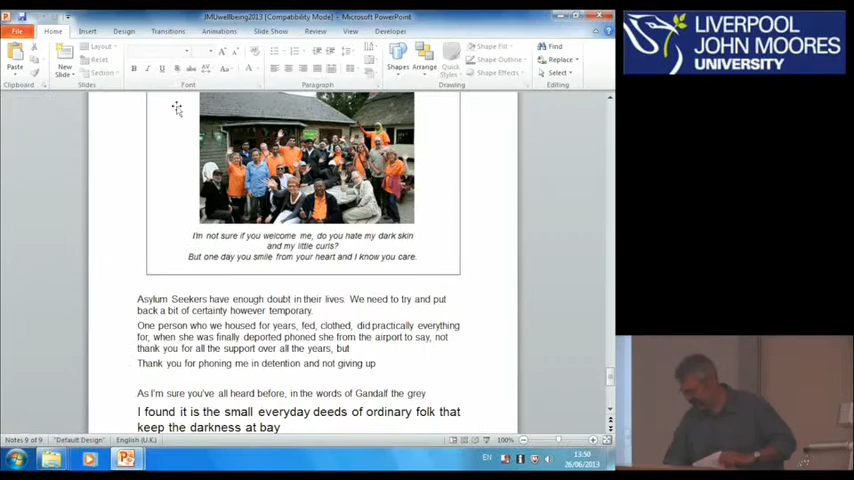 JMUwellbeing2013 [Compatibility Mode] - Microsoft PowerPoint
File
Home
Insert
Design
Transitions
Animations
Slide Show
Review
View
Developer
Paste
New
Slide
Layout
Reset
Section
Shapes
Arrange
Quick
Styles
Shape Fill
Shape Outline
Shape Effects
Find
Replace
Select
Clipboard
Slides
Font
Paragraph
Drawing
Editing
I'm not sure if you welcome me, do you hate my dark skin
and my little curls?
But one day you smile from your heart and I know you care.
Asylum Seekers have enough doubt in their lives. We need to try and put
back a bit of certainty however temporary.
One person who we housed for years, fed, clothed, did practically everything
for, when she was finally deported phoned she from the airport to say, not
thank you for all the support over all the years, but
Thank you for phoning me in detention and not giving up
As I'm sure you've all heard before, in the words of Gandalf the grey
I found it is the small everyday deeds of ordinary folk that
keep the darkness at bay
Notes 9 of 9
"Default Design"
English (U.K.)
100%
EN
13:50
26/06/2013
LIVERPOOL
JOHN MOORES
UNIVERSITY